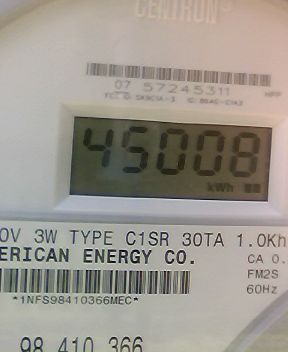 CENTRON®
07 57245311
45008
kWh
0V 3W TYPE C1SR 30TA 1.0Kh
ERICAN ENERGY CO.
CA 0.
FM2S
*1NFS98410366MEC*
60Hz
98 410 366